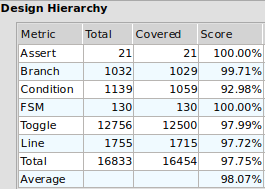 Design Hierarchy
Metric Total Covered Score
Assert 21 21 100.00%
Branch 1032 1029 99.71%
Condition 1139 1059 92.98%
FSM 130 130 100.00%
Toggle 12756 12500 97.99%
Line 1755 1715 97.72%
Total 16833 16454 97.75%
Average 98.07%